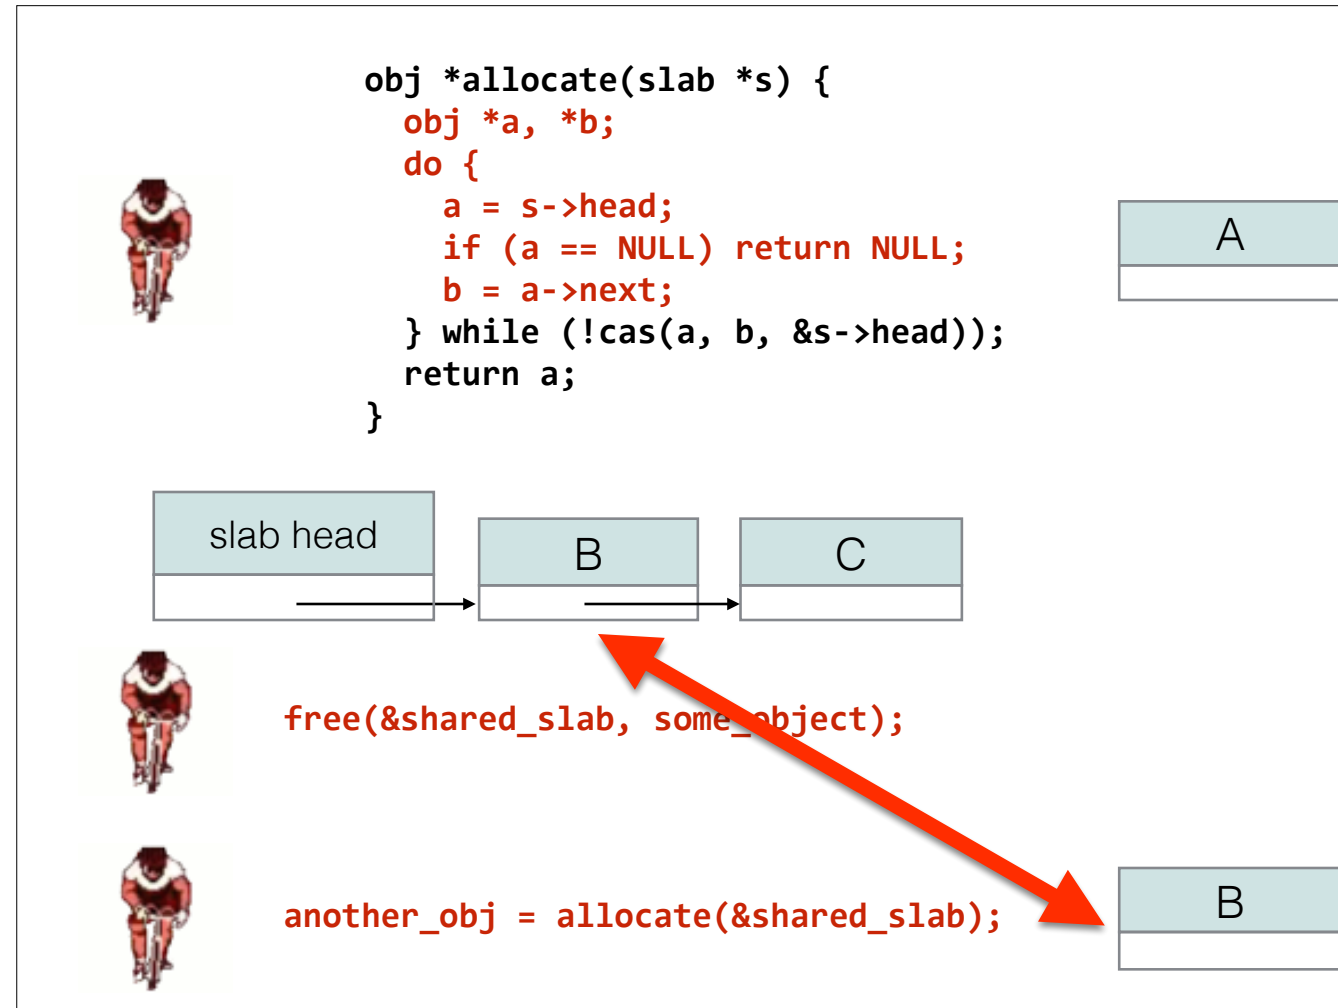 obj *allocate(slab *s) {
  obj *a, *b;
  do {
    a = s->head;
    if (a == NULL) return NULL;
    b = a->next;
  } while (!cas(a, b, &s->head));
  return a;
}
A
slab head
B
C
free(&shared_slab, some_object);
another_obj = allocate(&shared_slab);
B